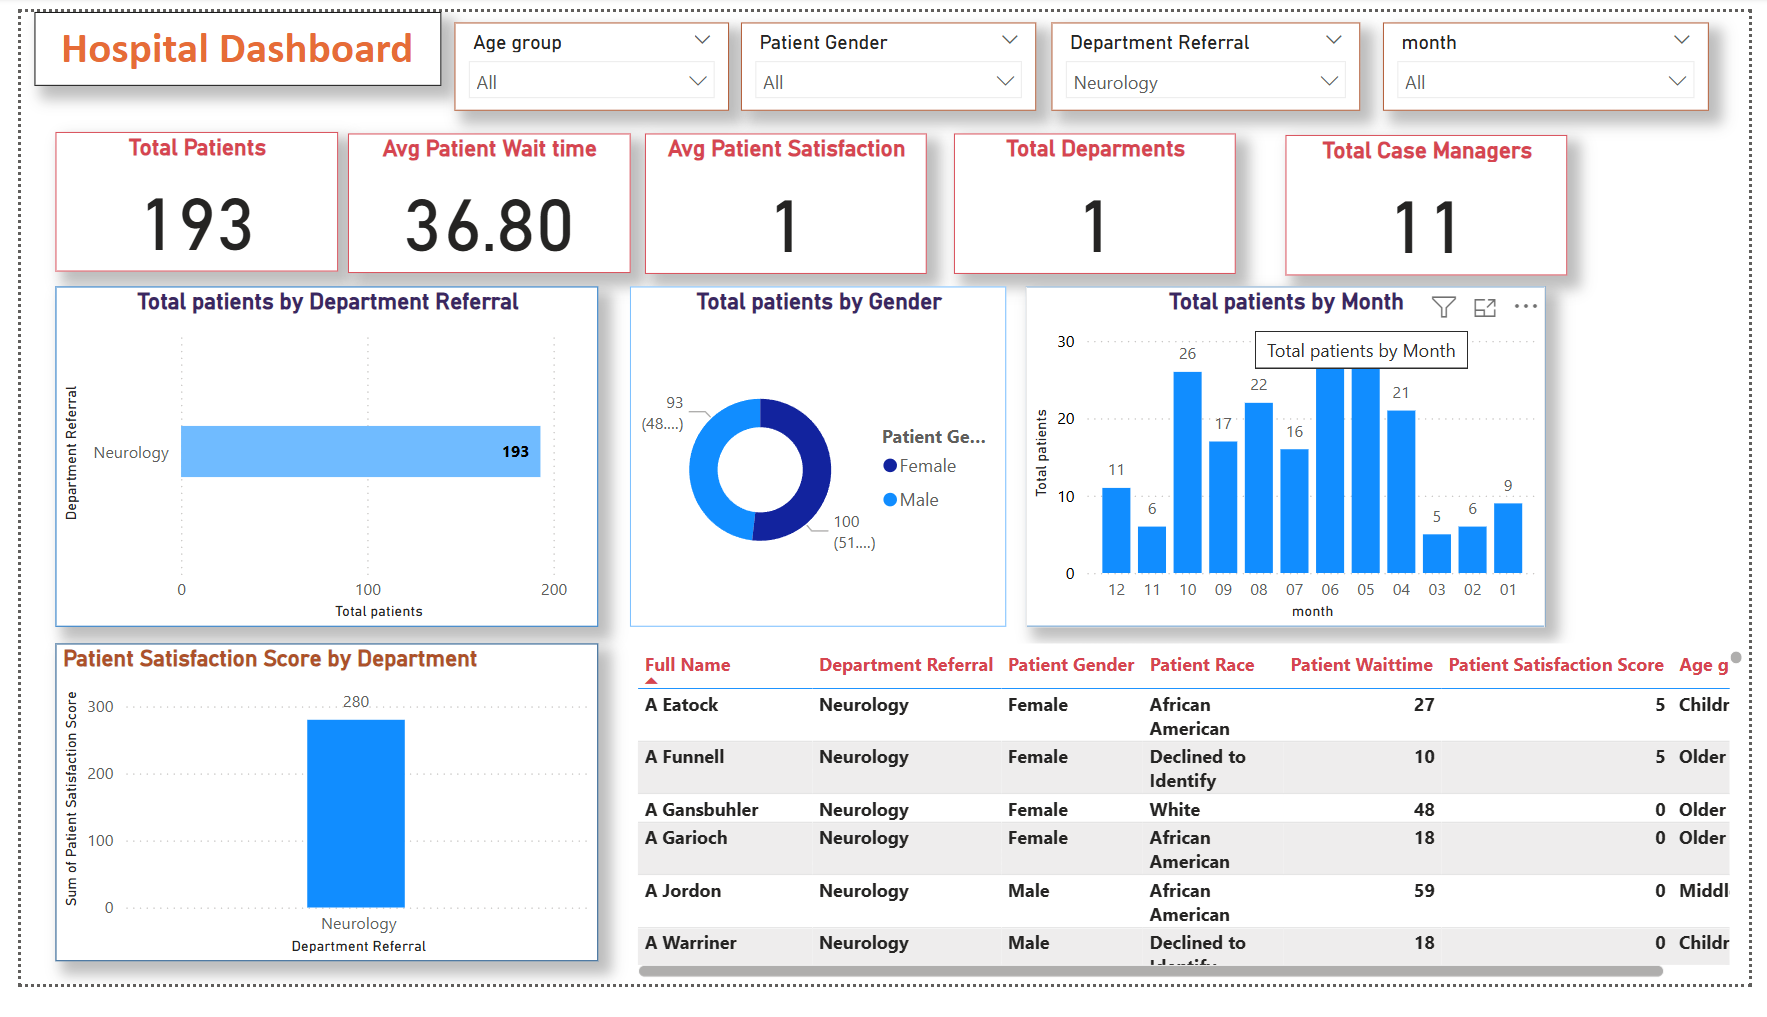 Hospital Dashboard
Age group
All
Patient Gender
All
Department Referral
Neurology
month
All
Total Patients
193
Avg Patient Wait time
36.80
Avg Patient Satisfaction
1
Total Deparments
1
Total Case Managers
11
Total patients by Department Referral
Department Referral
Neurology
193
0 100 200
Total patients
Total patients by Gender
93
(48....)
100
(51....)
Patient Ge...
Female
Male
Total patients by Month
Total patients by Month
Total patients
30
20
10
0
11 6 26 17 22 16 21 5 6 9
12 11 10 09 08 07 06 05 04 03 02 01
month
Patient Satisfaction Score by Department
Sum of Patient Satisfaction Score
300
200
100
0
280
Neurology
Department Referral
Full Name Department Referral Patient Gender Patient Race Patient Waittime Patient Satisfaction Score Age g
A Eatock Neurology Female African 27 5 Childr
American
A Funnell Neurology Female Declined to 10 5 Older
Identify
A Gansbuhler Neurology Female White 48 0 Older
A Garioch Neurology Female African 18 0 Older
American
A Jordon Neurology Male African 59 0 Middl
American
A Warriner Neurology Male Declined to 18 0 Childr
Identify